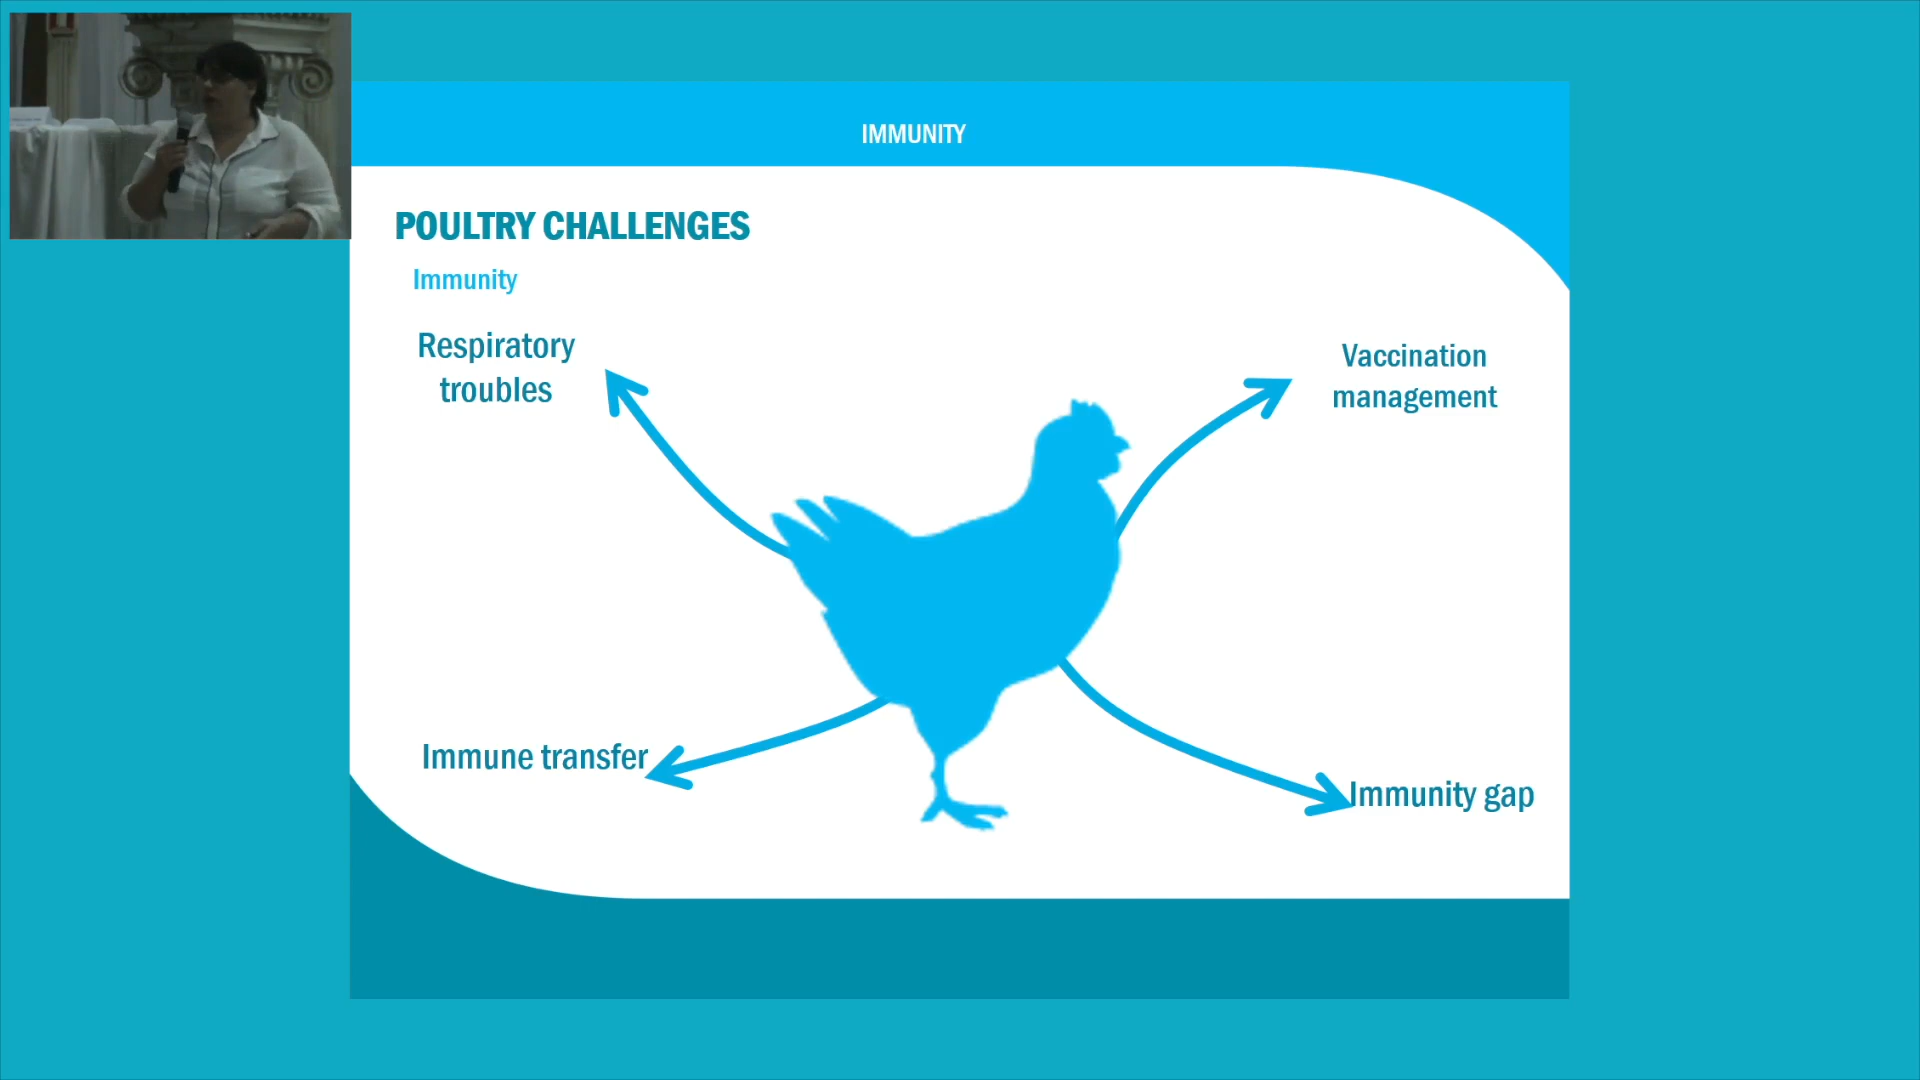 IMMUNITY
POULTRY CHALLENGES
Immunity
Respiratory
troubles
Vaccination
management
Immune transfer
Immunity gap